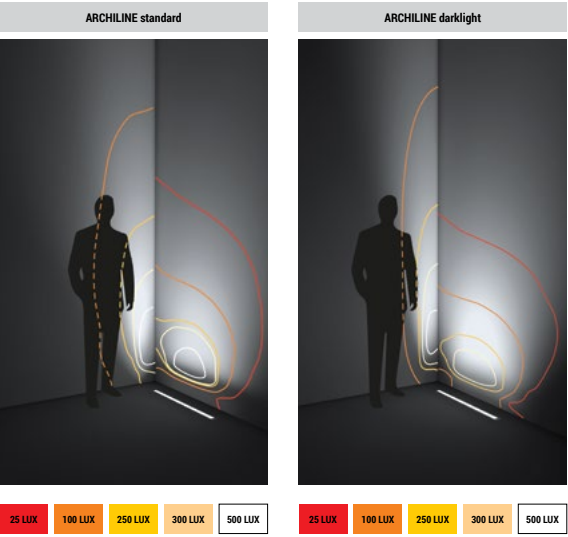 ARCHILINE standard
ARCHILINE darklight
25 LUX 100 LUX 250 LUX 300 LUX 500 LUX
25 LUX 100 LUX 250 LUX 300 LUX 500 LUX